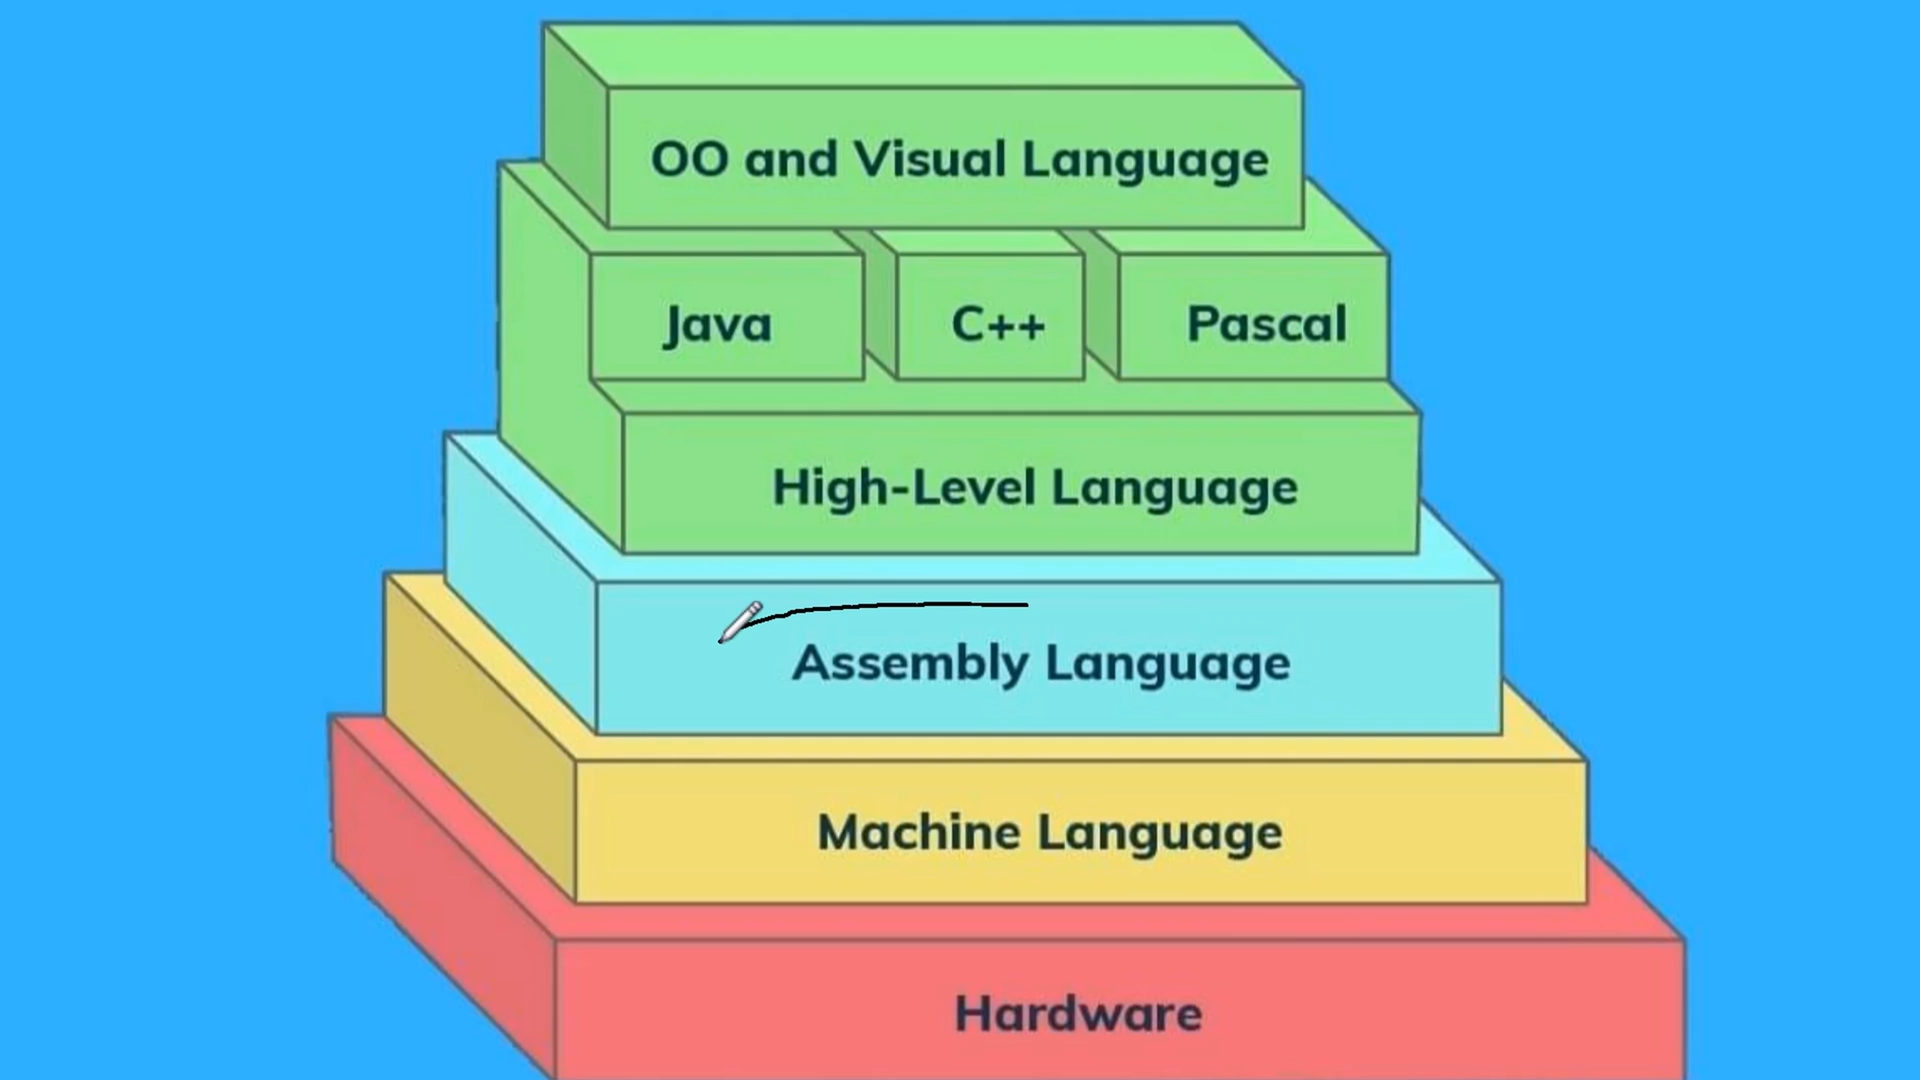 OO and Visual Language
Java C++ Pascal
High-Level Language
Assembly Language
Machine Language
Hardware